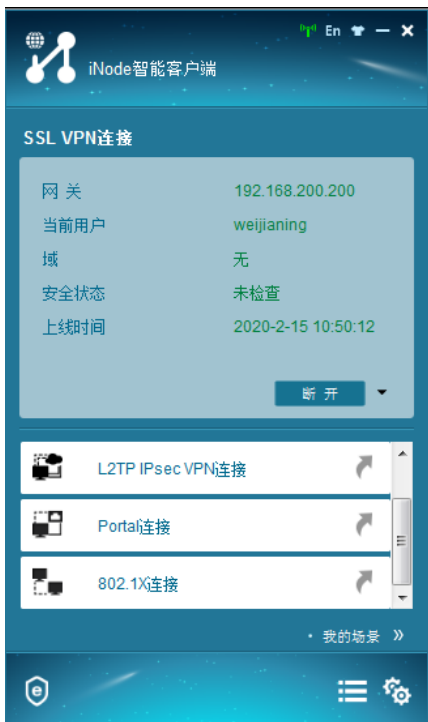 En
iNode智能客户端
SSL VPN连接
网 关 192.168.200.200
当前用户 weijianing
域 无
安全状态 未检查
上线时间 2020-2-15 10:50:12
断 开
L2TP IPsec VPN连接
Portal连接
802.1X连接
· 我的场景 »
e